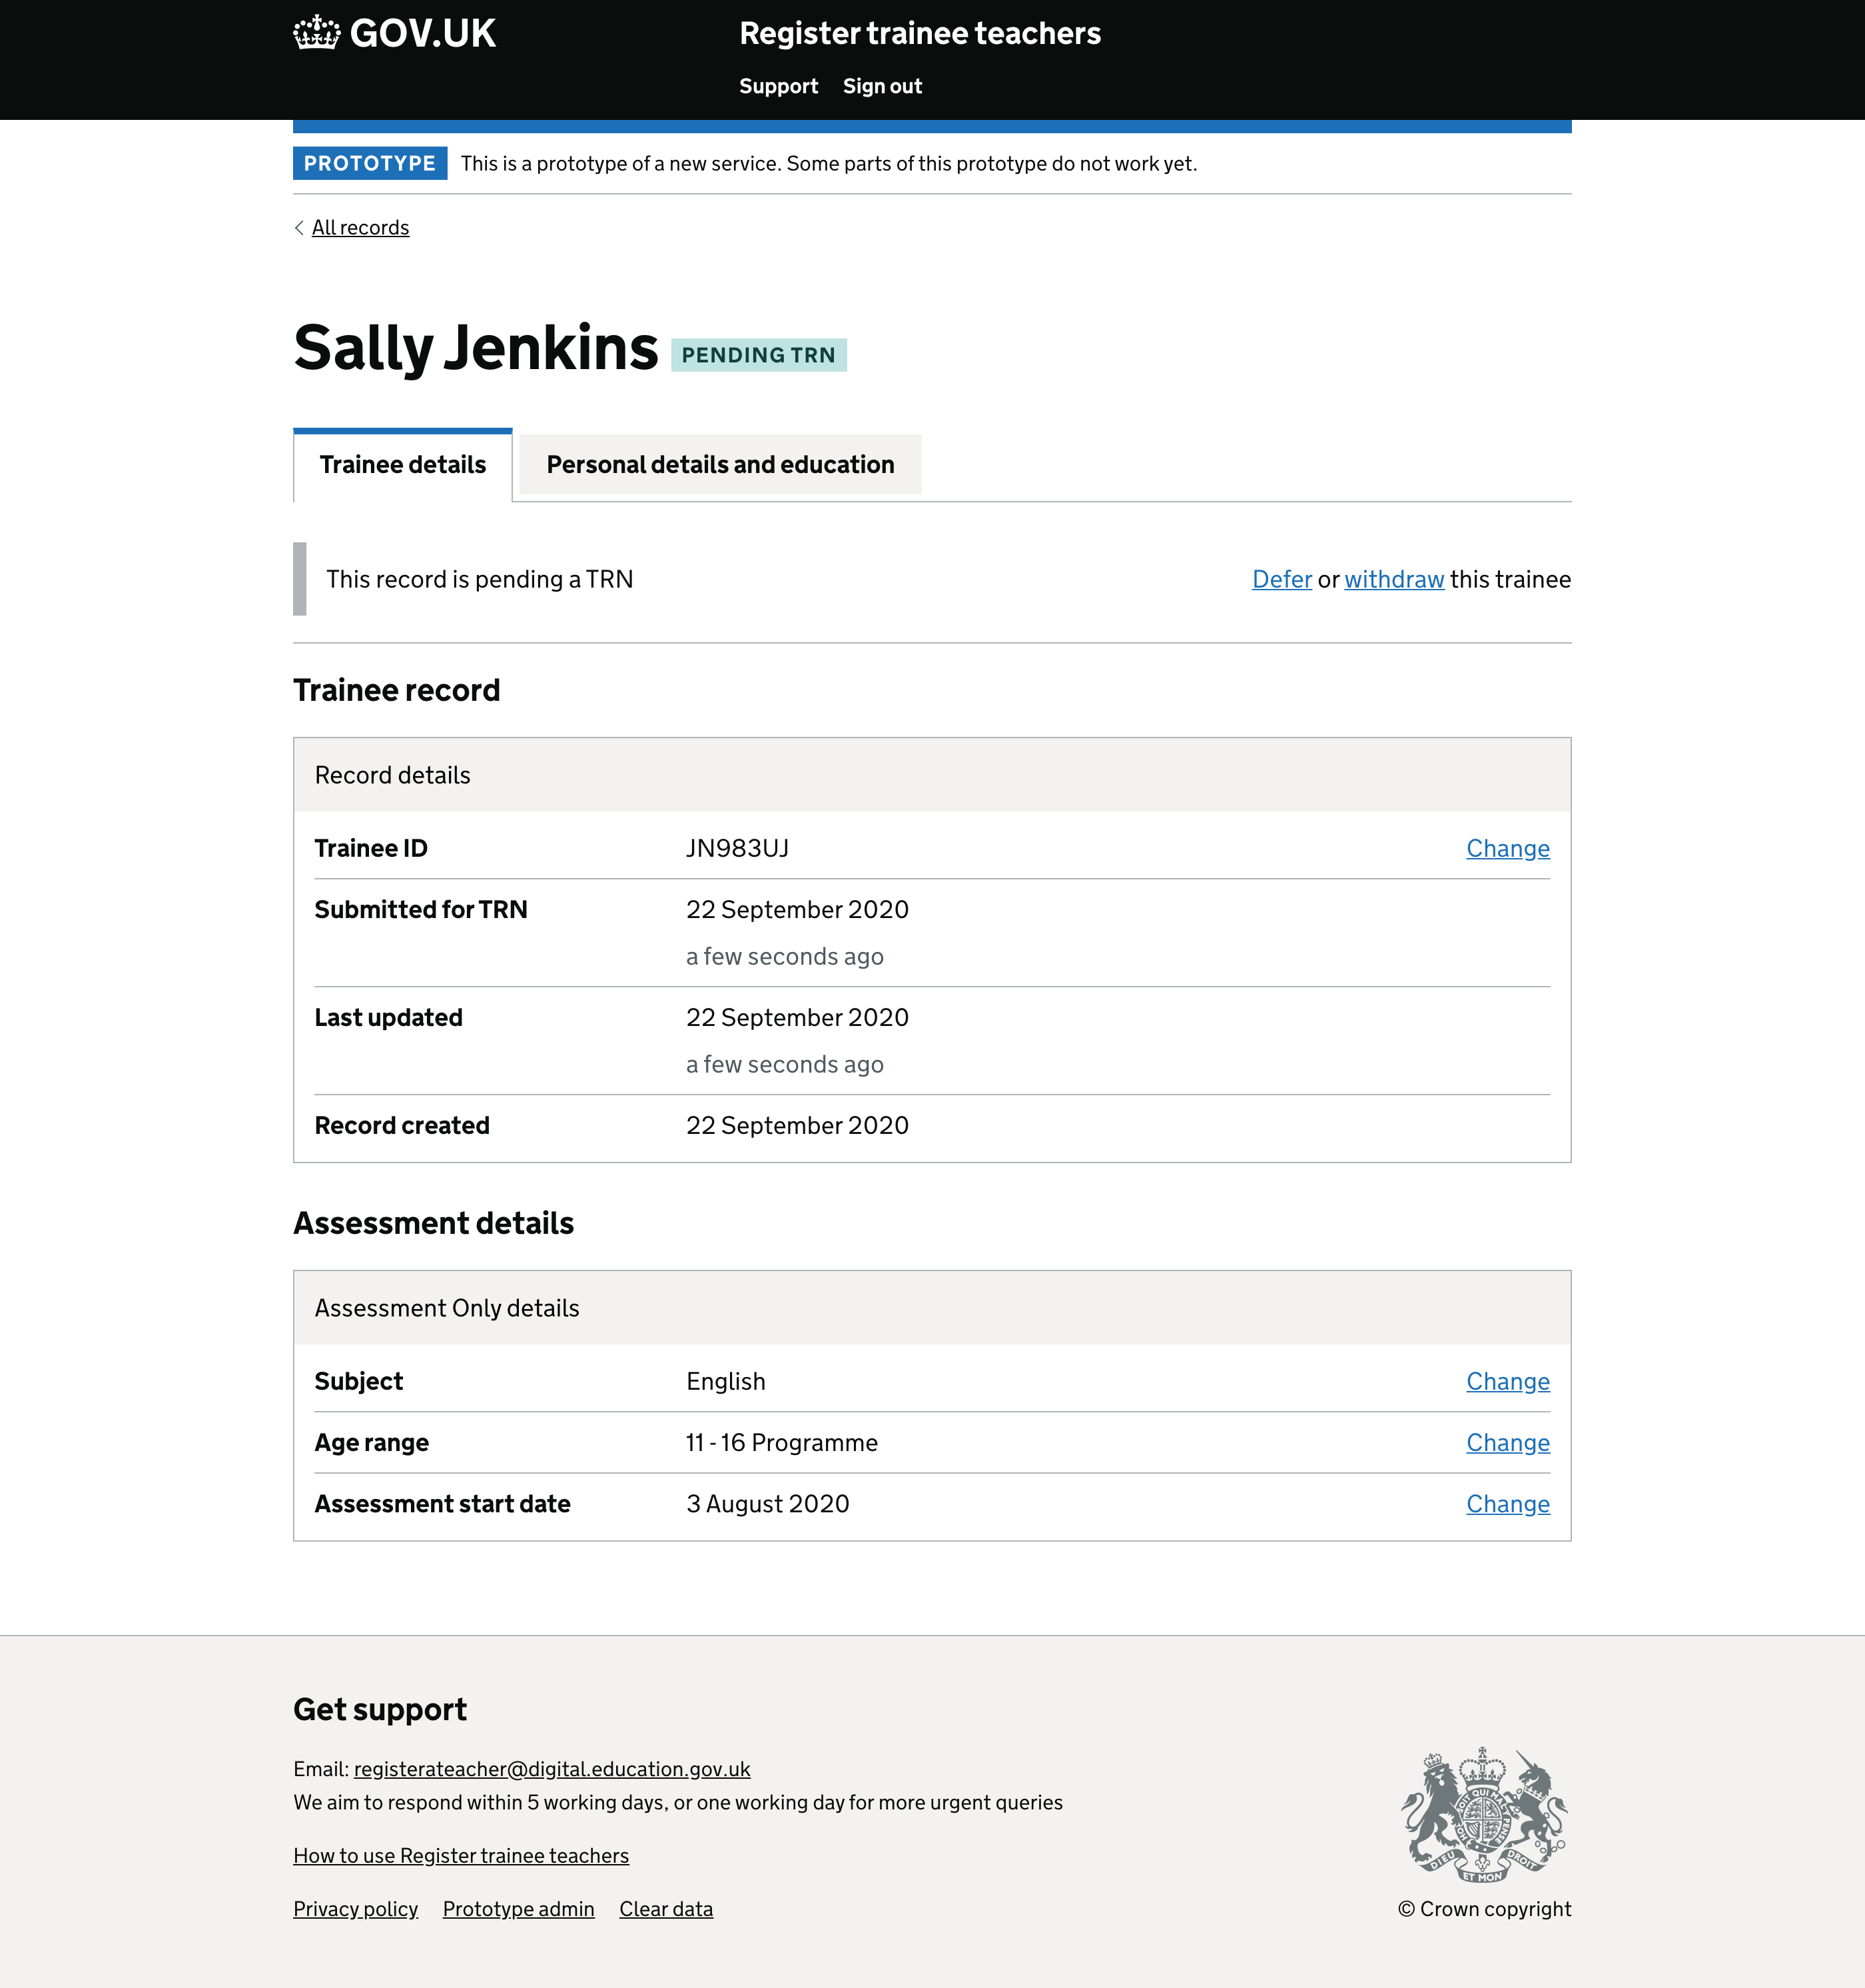 GOV.UK
Register trainee teachers
Support Sign out
PROTOTYPE This is a prototype of a new service. Some parts of this prototype do not work yet.
All records
Sally Jenkins PENDING TRN
Trainee details Personal details and education
This record is pending a TRN Defer or withdraw this trainee
Trainee record
Record details
Trainee ID JN983UJ Change
Submitted for TRN 22 September 2020
a few seconds ago
Last updated 22 September 2020
a few seconds ago
Record created 22 September 2020
Assessment details
Assessment Only details
Subject English Change
Age range 11 - 16 Programme Change
Assessment start date 3 August 2020 Change
Get support
Email: registerateacher@digital.education.gov.uk
We aim to respond within 5 working days, or one working day for more urgent queries
How to use Register trainee teachers
DIEU ET MON DROIT
Privacy policy Prototype admin Clear data
© Crown copyright